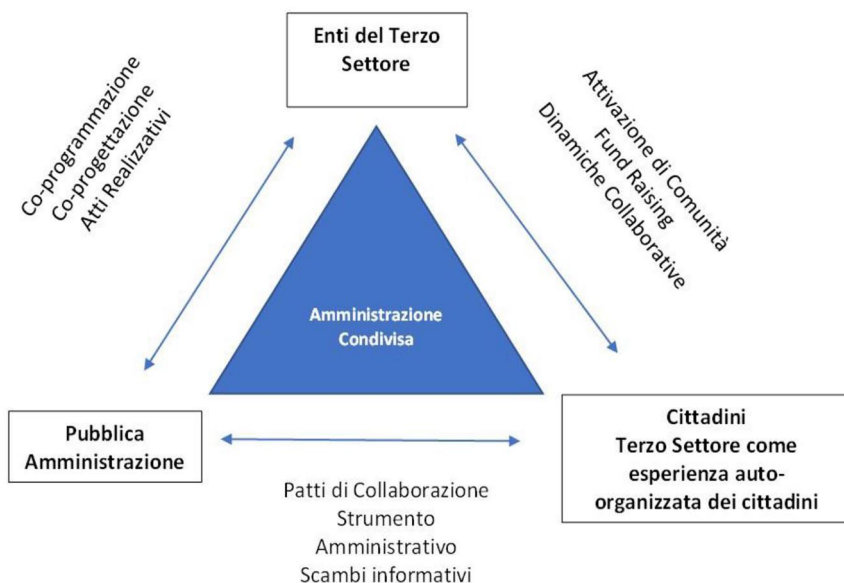 Enti del Terzo
Settore
Co-programmazione
Co-progettazione
Atti Realizzativi
Attivazione di Comunità
Fund Raising
Dinamiche Collaborative
Amministrazione
Condivisa
Pubblica
Amministrazione
Cittadini
Terzo Settore come
esperienza auto-
organizzata dei cittadini
Patti di Collaborazione
Strumento
Amministrativo
Scambi informativi